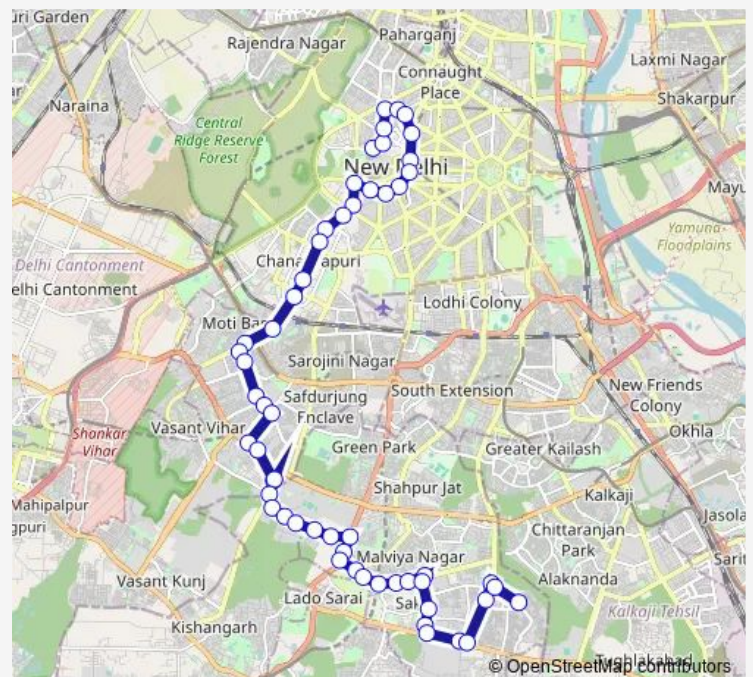 uri Garden
Rajendra Nagar
Paharganj
Connaught
Place
Laxmi Nagar
Shakarpur
Naraina
Central
Ridge Reserve
Forest
New Delhi
Mayu
Yamuna
Floodplains
Delhi Cantonment
elhi Cantonment
Chanakyapuri
Lodhi Colony
Moti Bagh
Sarojini Nagar
South Extension
New Friends
Colony
Safdurjung
Enclave
Vasant Vihar
Shankar
Vihar
Green Park
Greater Kailash
Okhla
Shahpur Jat
Kalkaji
Mahipalpur
gpuri
Chittaranjan
Park
Jasola
Malviya Nagar
Sarit
Alaknanda
Vasant Kunj
Lado Sarai
Sak
Kalkaji Tehsil
Kishangarh
Tughlakabad
© OpenStreetMap contributors